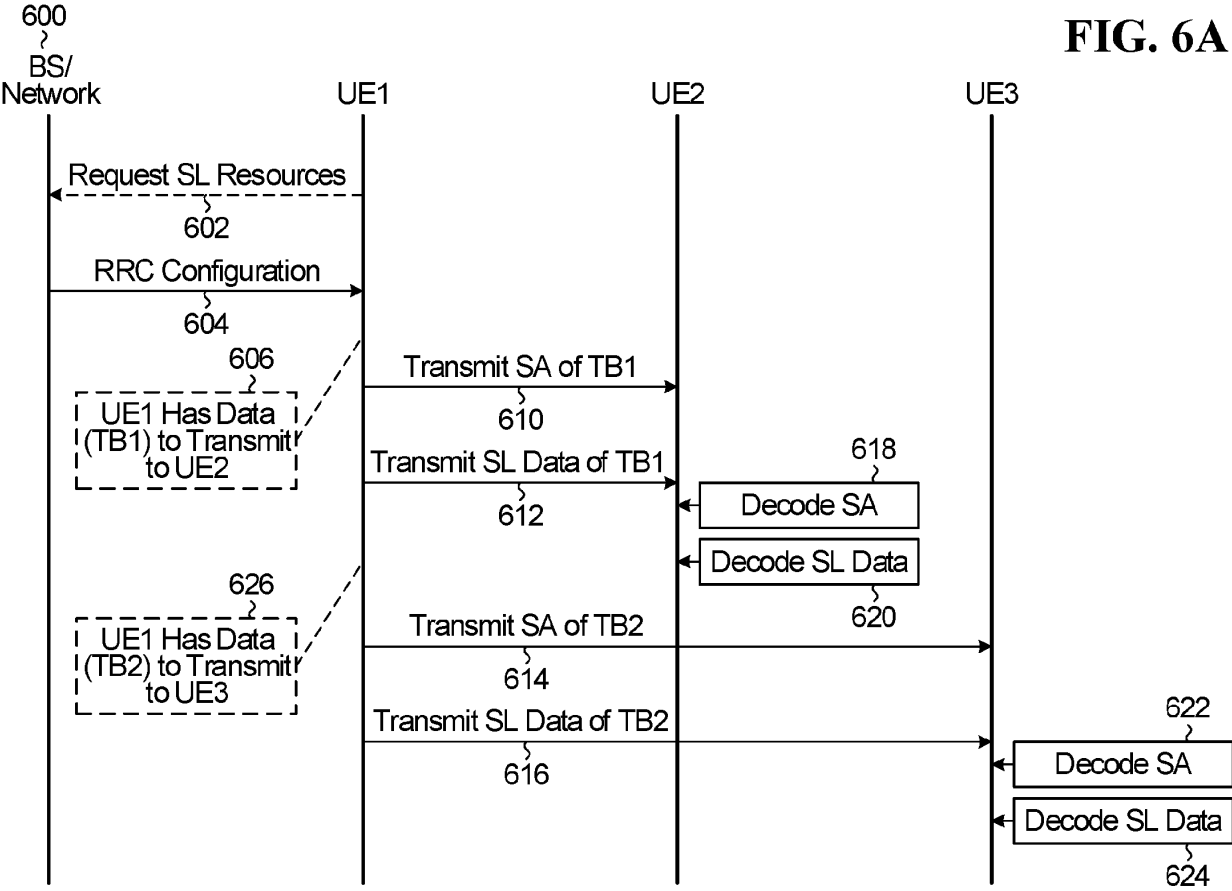 600
FIG. 6A
BS/
Network
UE1
UE2
UE3
Request SL Resources
602
RRC Configuration
604
606
UE1 Has Data
(TB1) to Transmit
to UE2
Transmit SA of TB1
610
Transmit SL Data of TB1
612
618
Decode SA
Decode SL Data
620
626
UE1 Has Data
(TB2) to Transmit
to UE3
Transmit SA of TB2
614
Transmit SL Data of TB2
616
622
Decode SA
Decode SL Data
624